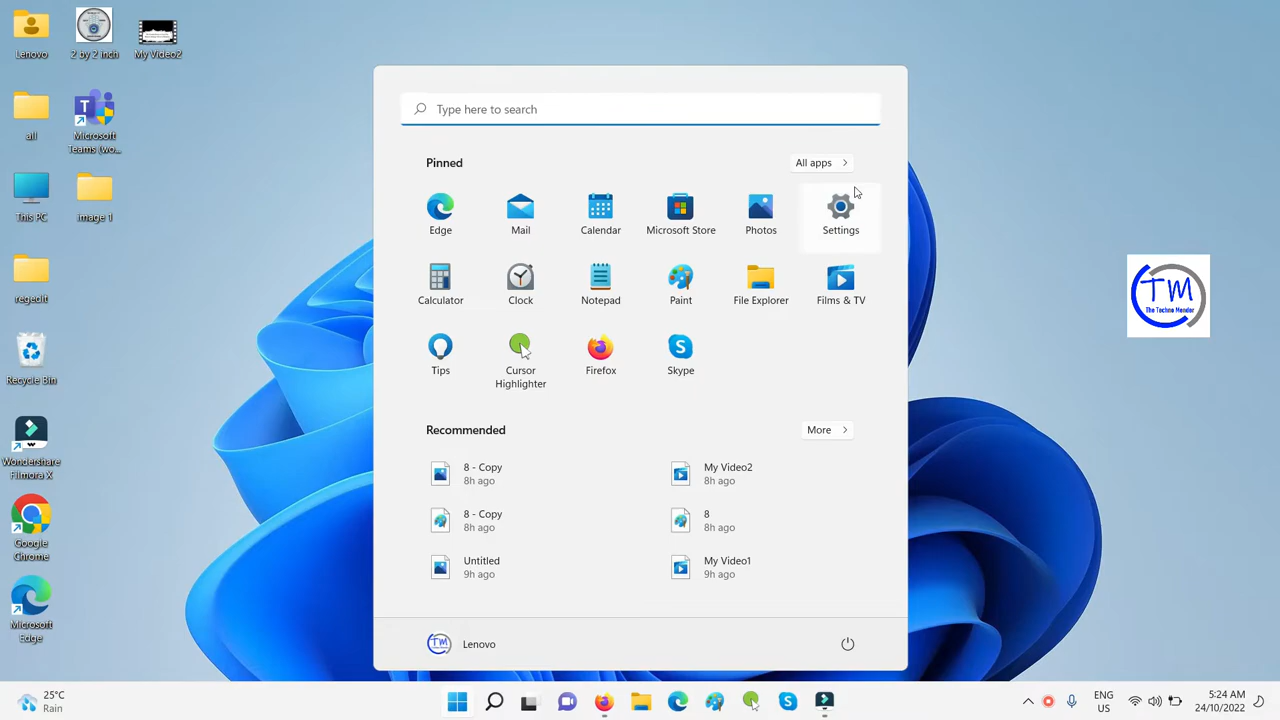 Lenovo
2 by 2 inch
My Video2
all
Microsoft
Teams (wo...
This PC
image 1
regedit
Recycle Bin
Wondershare
Filmora X
Google
Chrome
Microsoft
Edge
Type here to search
Pinned
All apps
Edge
Mail
Calendar
Microsoft Store
Photos
Settings
Calculator
Clock
Notepad
Paint
File Explorer
Films & TV
Tips
Cursor
Highlighter
Firefox
Skype
Recommended
More
8 - Copy
8h ago
My Video2
8h ago
8 - Copy
8h ago
8
8h ago
Untitled
9h ago
My Video1
9h ago
TM
Lenovo
TM
The Techno Mender
25°C
Rain
ENG
US
5:24 AM
24/10/2022